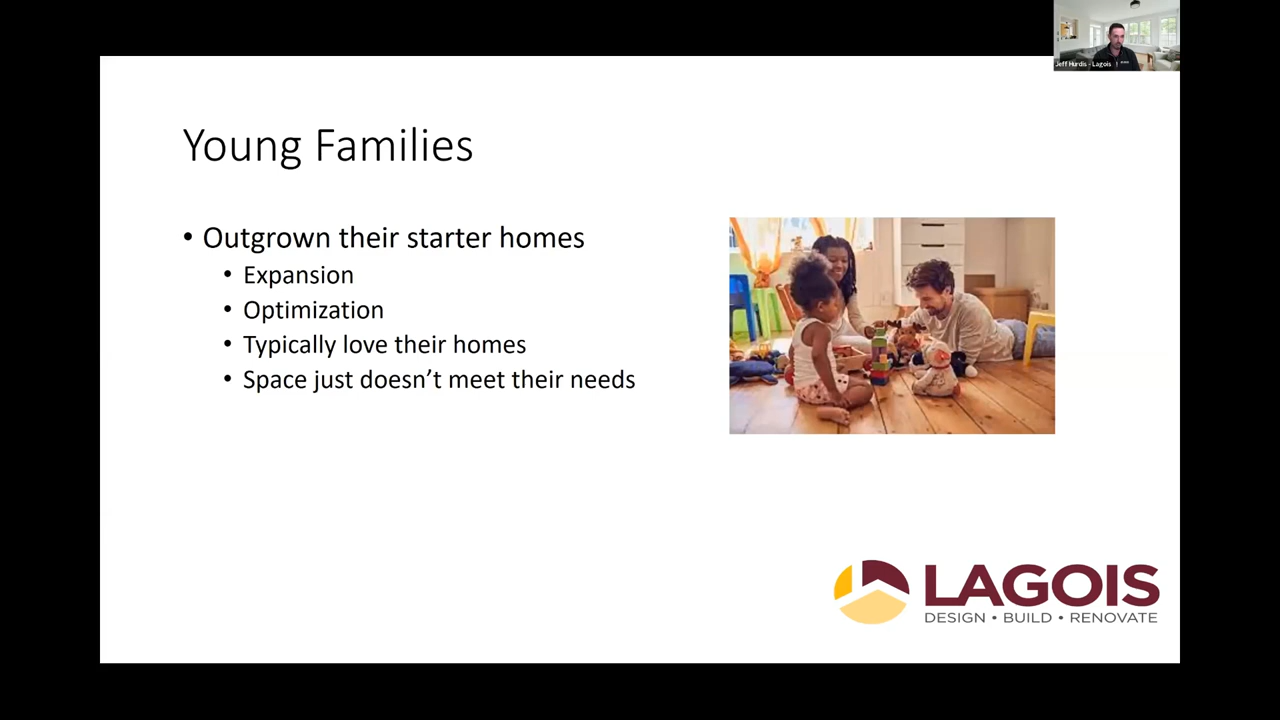 Jeff Hurdis - Lagois
Young Families
• Outgrown their starter homes
• Expansion
• Optimization
• Typically love their homes
• Space just doesn’t meet their needs
LAGOIS
DESIGN • BUILD • RENOVATE